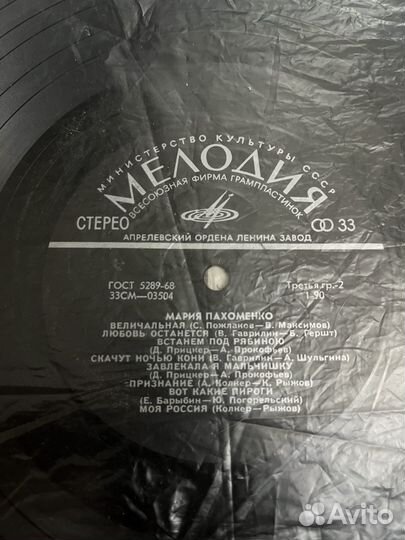 МИНИСТЕРСТВО КУЛЬТУРЫ СССР
МЕЛОДИЯ
ВСЕСОЮЗНАЯ ФИРМА ГРАМПЛАСТИНОК
СТЕРЕО 33
АПРЕЛЕВСКИЙ ОРДЕНА ЛЕНИНА ЗАВОД
ГОСТ 5289-68 Третья гр.-2
33СМ—03504 1-90
МАРИЯ ПАХОМЕНКО
ВЕЛИЧАЛЬНАЯ (С. Пожлаков—В. Максимов)
ЛЮБОВЬ ОСТАНЕТСЯ (В. Гаврилин—Б. Гершт)
ВСТАНЕМ ПОД РЯБИНОЮ
(Д. Прицкер—А. Прокофьев)
СКАЧУТ НОЧЬЮ КОНИ (В. Гаврилин—А. Шульгина)
ЗАВЛЕКАЛА Я МАЛЬЧИШКУ
(Д. Прицкер—А. Прокофьев)
ПРИЗНАНИЕ (А. Колкер—К. Рыжов)
ВОТ КАКИЕ ПИРОГИ
(Е. Барыбин—Ю. Погорельский)
МОЯ РОССИЯ (Колкер—Рыжов)
Avito